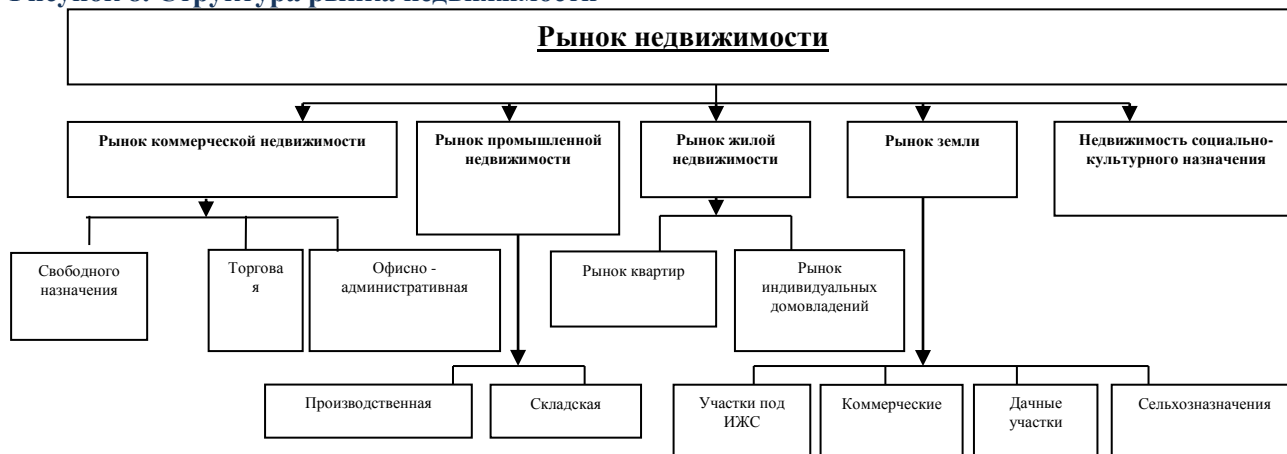 Рынок недвижимости
Рынок коммерческой недвижимости
Рынок промышленной
недвижимости
Рынок жилой
недвижимости
Рынок земли
Недвижимость социально-
культурного назначения
Свободного
назначения
Торгова
я
Офисно -
административная
Рынок квартир
Рынок
индивидуальных
домовладений
Производственная
Складская
Участки под
ИЖС
Коммерческие
Дачные
участки
Сельхозназначения